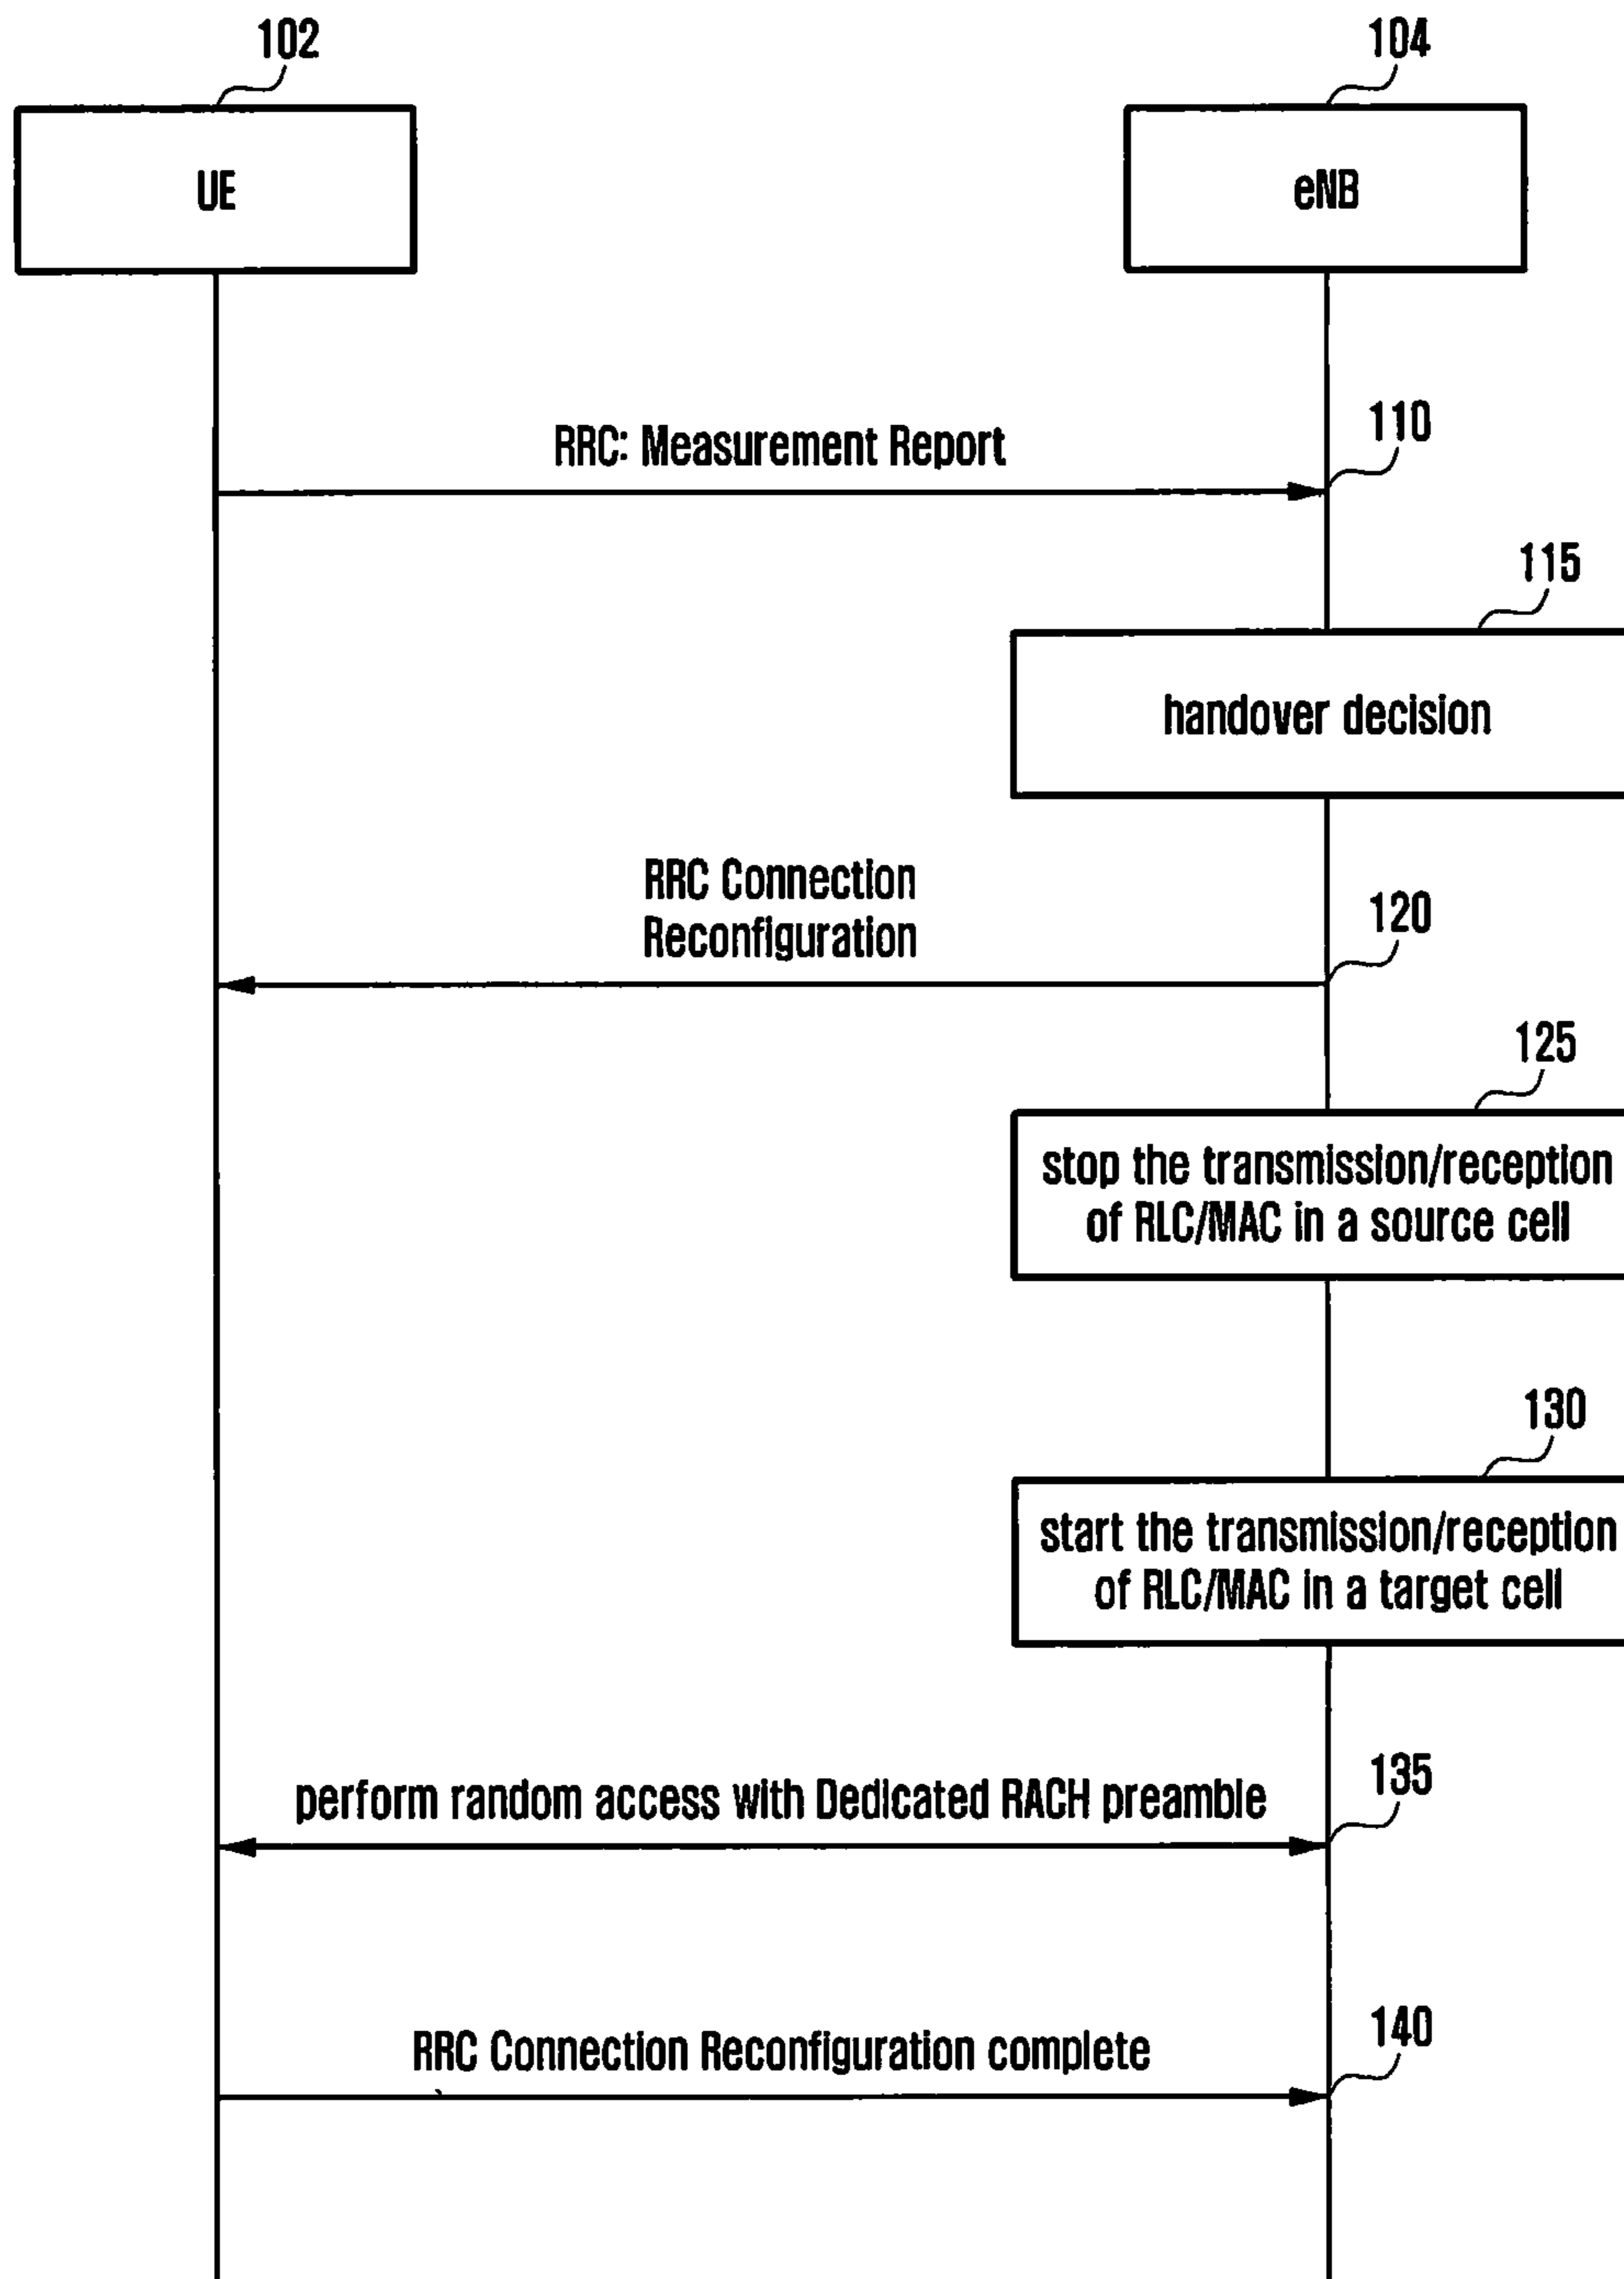 102
104
UE
eNB
RRC: Measurement Report
110
115
handover decision
RRC Connection
Reconfiguration
120
125
stop the transmission/reception
of RLC/MAC in a source cell
130
start the transmission/reception
of RLC/MAC in a target cell
135
perform random access with Dedicated RACH preamble
140
RRC Connection Reconfiguration complete